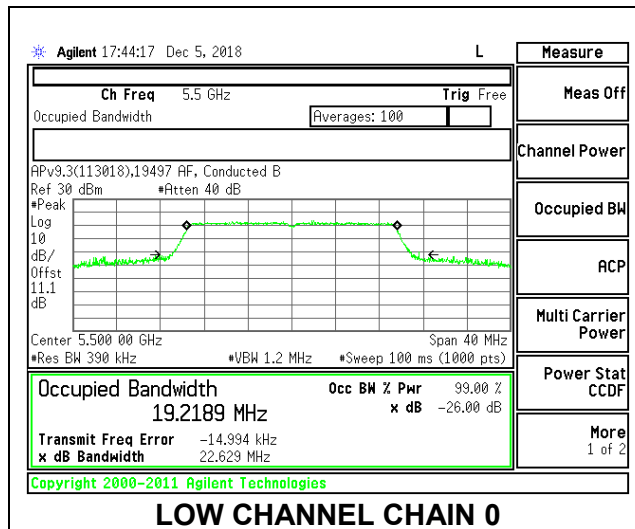 Agilent 17:44:17 Dec 5, 2018 L
Measure
Ch Freq 5.5 GHz Trig Free
Occupied Bandwidth Averages: 100
Meas Off
Channel Power
APv9.3(113018),19497 AF, Conducted B
Ref 30 dBm #Atten 40 dB
#Peak
Log
10
dB/
Offst
11.1
dB
Occupied BW
ACP
Center 5.500 00 GHz Span 40 MHz
#Res BW 390 kHz #VBW 1.2 MHz #Sweep 100 ms (1000 pts)
Multi Carrier
Power
Occupied Bandwidth Occ BW % Pwr 99.00 %
19.2189 MHz x dB -26.00 dB
Transmit Freq Error -14.994 kHz
x dB Bandwidth 22.629 MHz
Power Stat
CCDF
More
1 of 2
Copyright 2000-2011 Agilent Technologies
LOW CHANNEL CHAIN 0